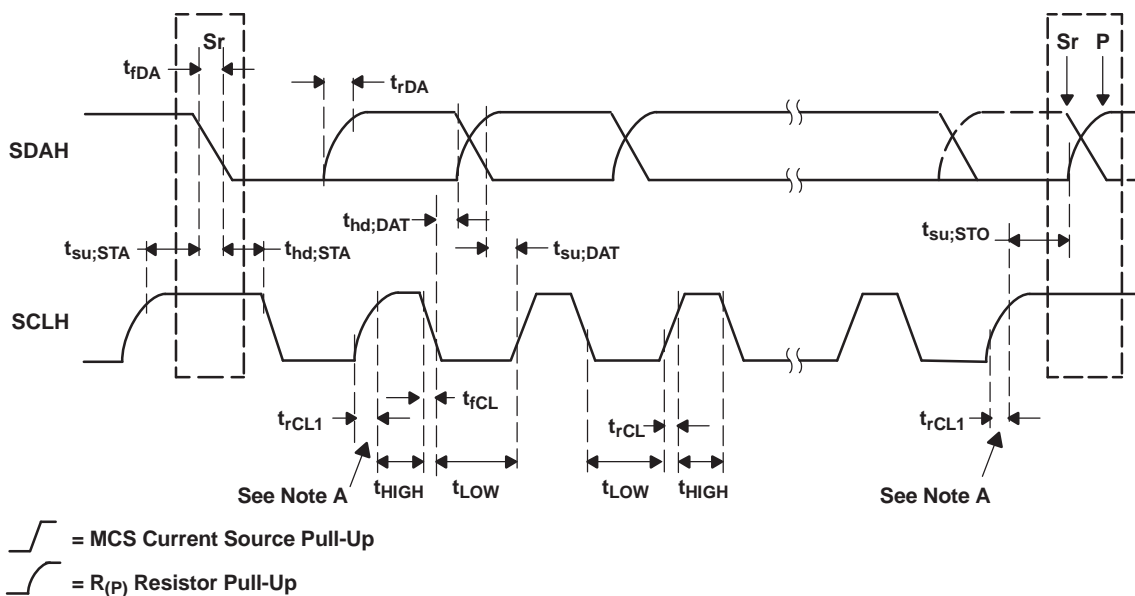 Sr
Sr P
tfDA
trDA
SDAH
thd;DAT
tsu;STA
thd;STA
tsu;DAT
tsu;STO
SCLH
tfCL
trCL1
trCL
trCL1
See Note A
tHIGH
tLOW
tLOW
tHIGH
See Note A
= MCS Current Source Pull-Up
= R(P) Resistor Pull-Up